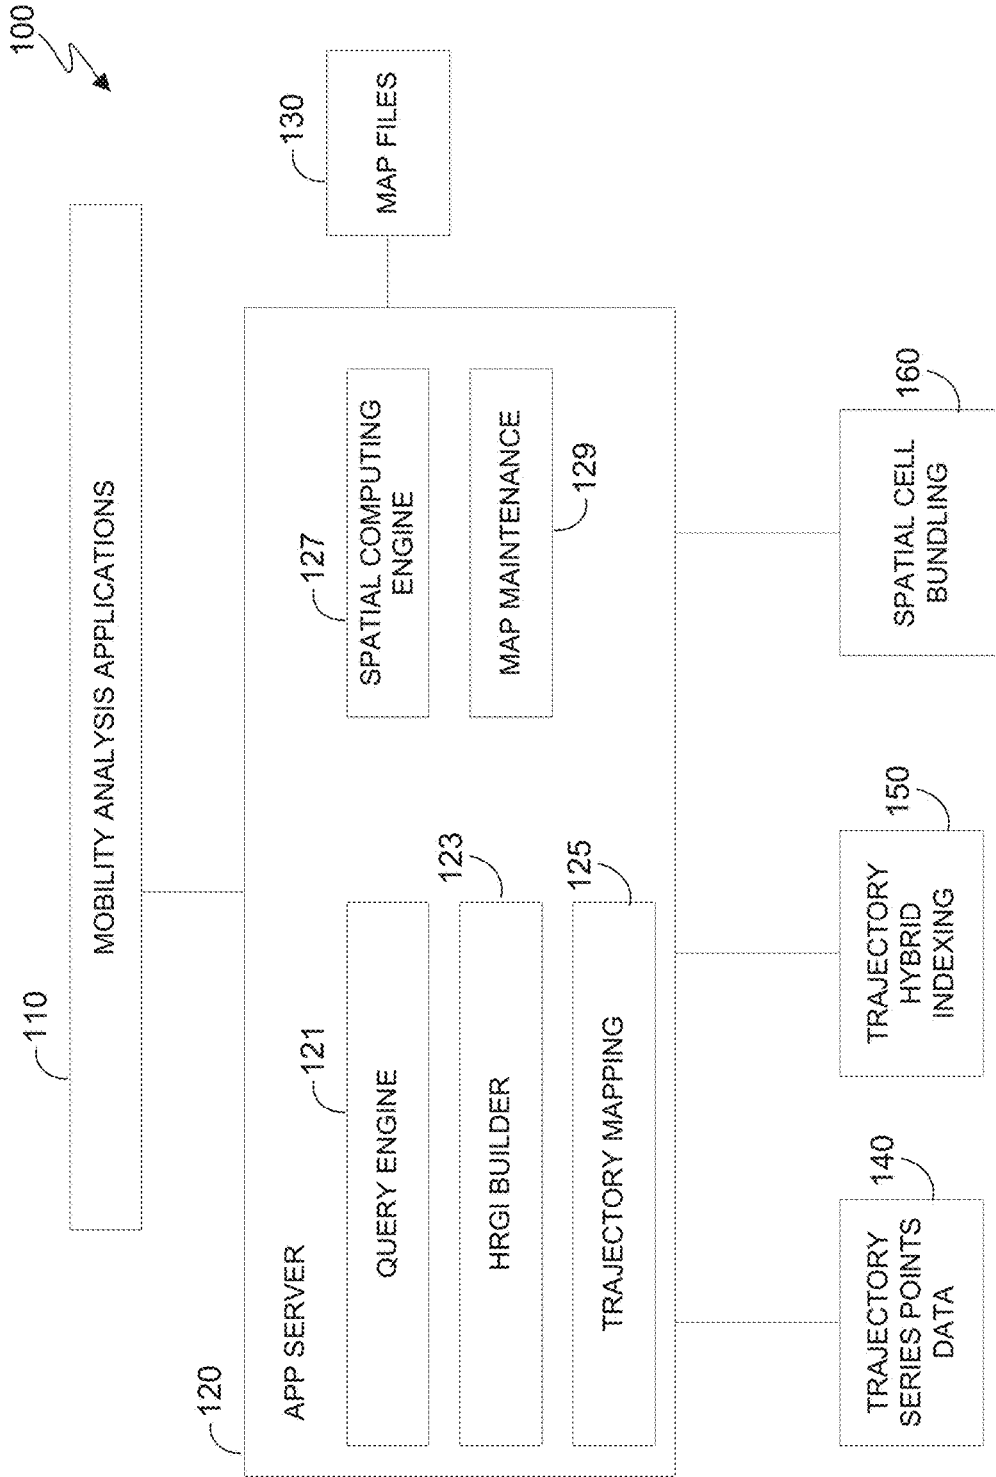 100
110
MOBILITY ANALYSIS APPLICATIONS
120
APP SERVER
121
QUERY ENGINE
123
HRGI BUILDER
125
TRAJECTORY MAPPING
127
SPATIAL COMPUTING
ENGINE
MAP MAINTENANCE
129
130
MAP FILES
140
TRAJECTORY
SERIES POINTS
DATA
150
TRAJECTORY
HYBRID
INDEXING
160
SPATIAL CELL
BUNDLING